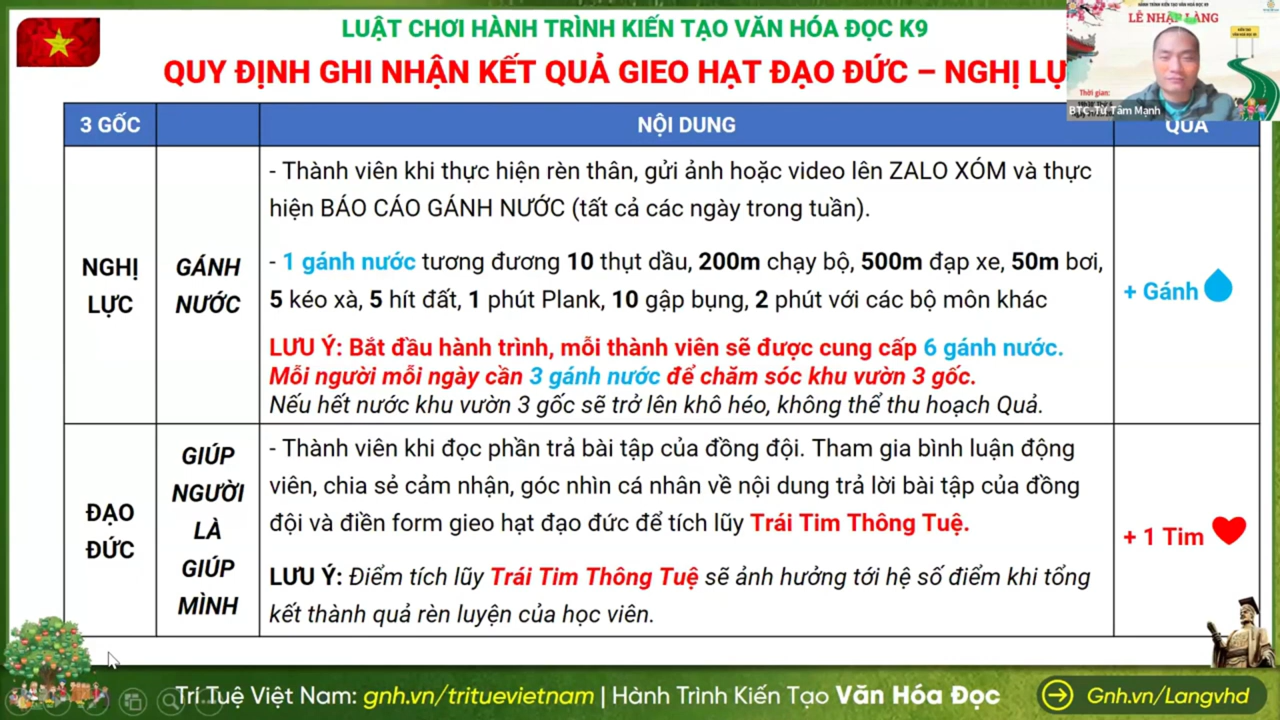 LUẬT CHƠI HÀNH TRÌNH KIẾN TẠO VĂN HÓA ĐỌC K9
QUY ĐỊNH GHI NHẬN KẾT QUẢ GIEO HẠT ĐẠO ĐỨC – NGHỊ LỰ
LỄ NHẬP LÀNG
Thời gian:
BTC-Từ Tâm Mạnh
3 GỐC
NỘI DUNG
QUẢ
NGHỊ
LỰC
GÁNH
NƯỚC
- Thành viên khi thực hiện rèn thân, gửi ảnh hoặc video lên ZALO XÓM và thực
hiện BÁO CÁO GÁNH NƯỚC (tất cả các ngày trong tuần).
- 1 gánh nước tương đương 10 thụt dầu, 200m chạy bộ, 500m đạp xe, 50m bơi,
5 kéo xà, 5 hít đất, 1 phút Plank, 10 gập bụng, 2 phút với các bộ môn khác
LƯU Ý: Bắt đầu hành trình, mỗi thành viên sẽ được cung cấp 6 gánh nước.
Mỗi người mỗi ngày cần 3 gánh nước để chăm sóc khu vườn 3 gốc.
Nếu hết nước khu vườn 3 gốc sẽ trở lên khô héo, không thể thu hoạch Quả.
+ Gánh
ĐẠO
ĐỨC
GIÚP
NGƯỜI
LÀ
GIÚP
MÌNH
- Thành viên khi đọc phần trả bài tập của đồng đội. Tham gia bình luận động
viên, chia sẻ cảm nhận, góc nhìn cá nhân về nội dung trả lời bài tập của đồng
đội và điền form gieo hạt đạo đức để tích lũy Trái Tim Thông Tuệ.
LƯU Ý: Điểm tích lũy Trái Tim Thông Tuệ sẽ ảnh hưởng tới hệ số điểm khi tổng
kết thành quả rèn luyện của học viên.
+ 1 Tim
Trí Tuệ Việt Nam: gnh.vn/trituevietnam | Hành Trình Kiến Tạo Văn Hóa Đọc
Gnh.vn/Langvhd